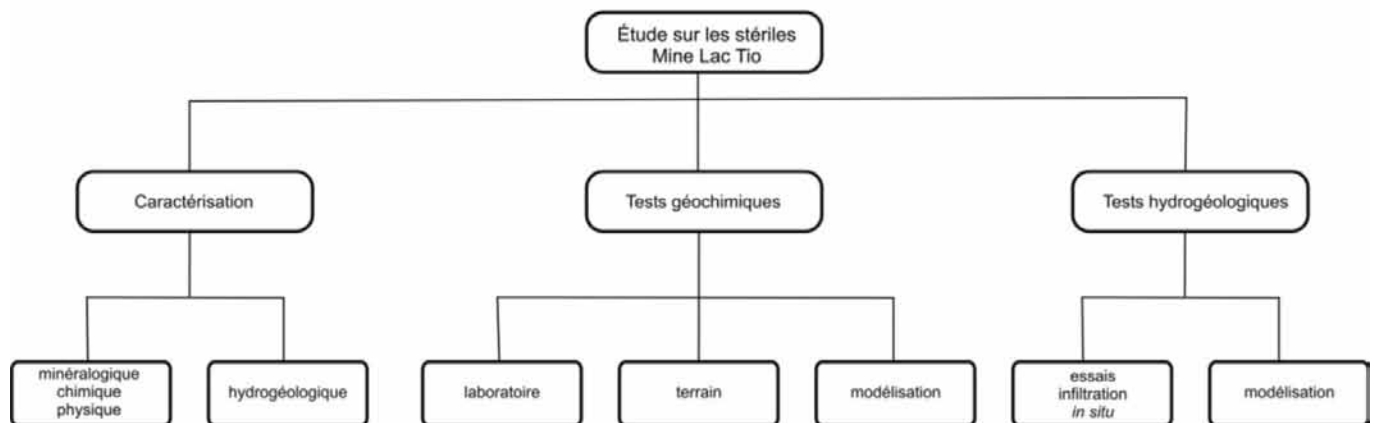 Étude sur les stériles
Mine Lac Tio
Caractérisation
Tests géochimiques
Tests hydrogéologiques
minéralogique
chimique
physique
hydrogéologique
laboratoire
terrain
modélisation
essais
infiltration
in situ
modélisation